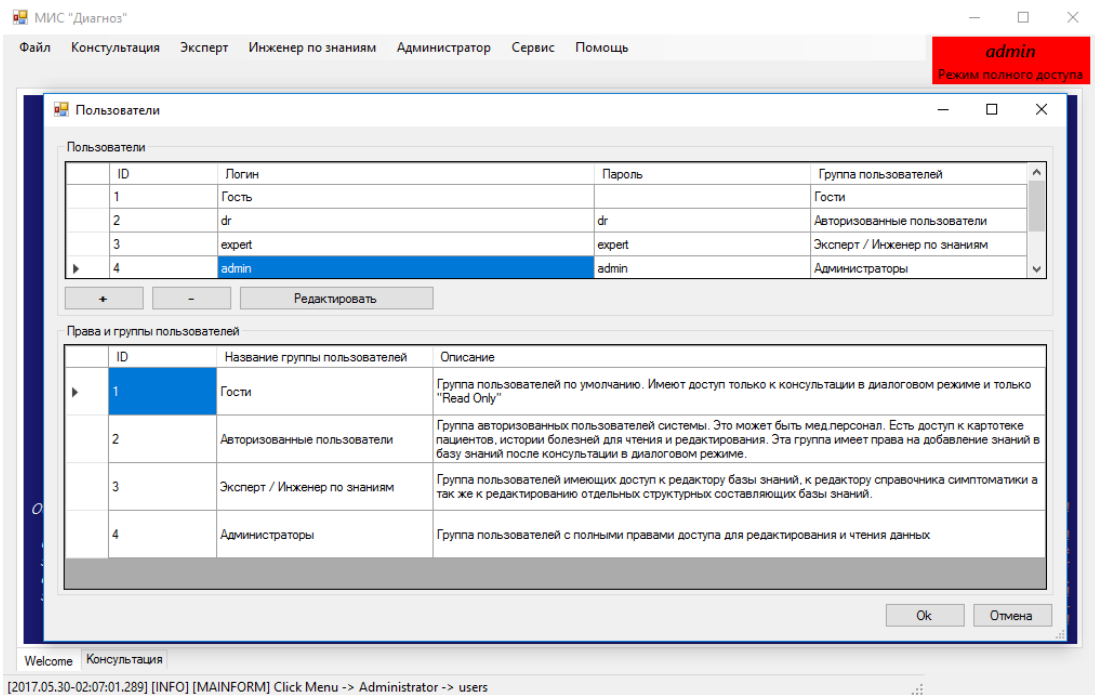 МИС "Диагноз"
Файл Констультация Эксперт Инженер по знаниям Администратор Сервис Помощь
admin
Режим полного доступа
Пользователи
Пользователи
ID Логин Пароль Группа пользователей
1 Гость Гости
2 dr dr Авторизованные пользователи
3 expert expert Эксперт / Инженер по знаниям
4 admin admin Администраторы
+ - Редактировать
Права и группы пользователей
ID Название группы пользователей Описание
1 Гости Группа пользователей по умолчанию. Имеют доступ только к консультации в диалоговом режиме и только
"Read Only"
2 Авторизованные пользователи Группа авторизованных пользователей системы. Это может быть мед.персонал. Есть доступ к картотеке
пациентов, истории болезней для чтения и редактирования. Эта группа имеет права на добавление знаний в
базу знаний после консультации в диалоговом режиме.
3 Эксперт / Инженер по знаниям Группа пользователей имеющих доступ к редактору базы знаний, к редактору справочника симптоматики а
так же к редактированию отдельных структурных составляющих базы знаний.
4 Администраторы Группа пользователей с полными правами доступа для редактирования и чтения данных
Ok Отмена
Welcome Консультация
[2017.05.30-02:07:01.289] [INFO] [MAINFORM] Click Menu -> Administrator -> users